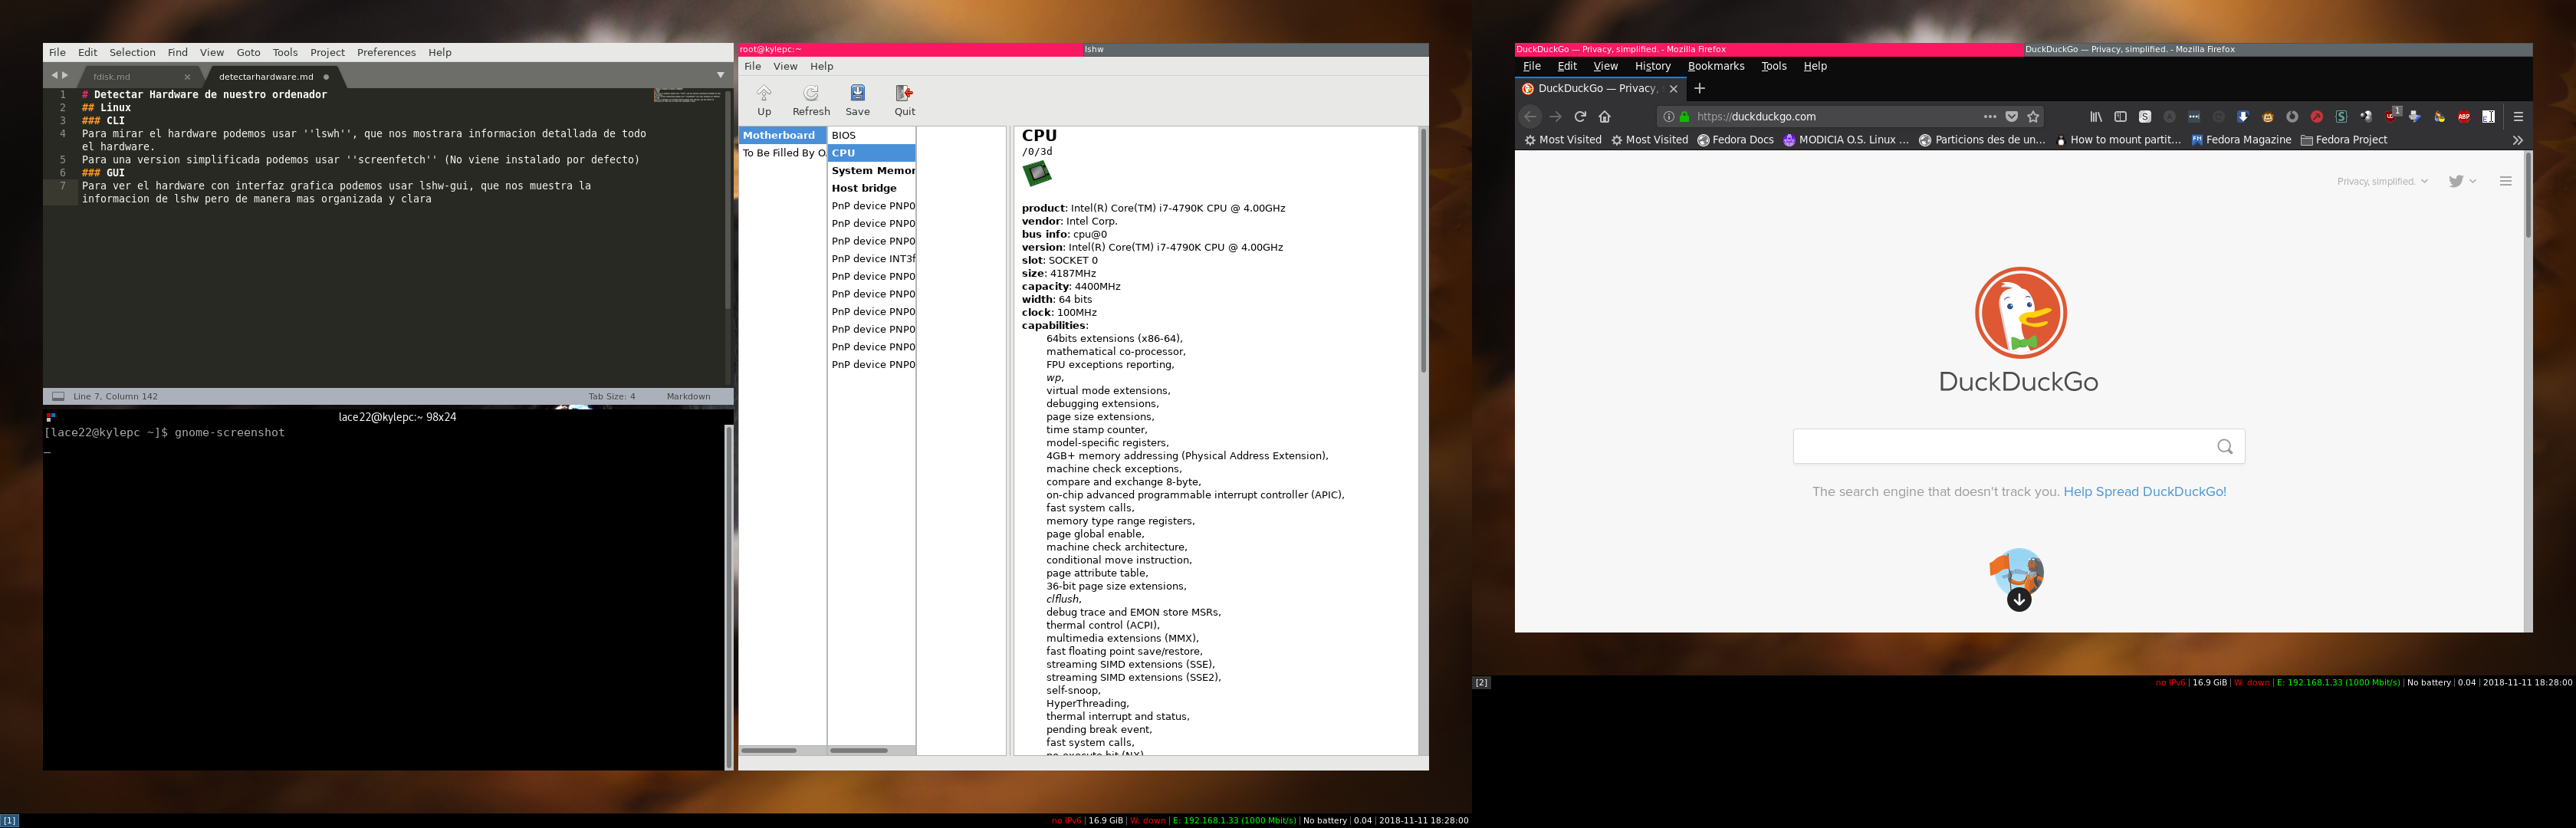 File Edit Selection Find View Goto Tools Project Preferences Help
fdisk.md
detectarhardware.md
1 # Detectar Hardware de nuestro ordenador
2 ## Linux
3 ### CLI
4 Para mirar el hardware podemos usar ''lswh'', que nos mostrara informacion detallada de todo
el hardware.
5 Para una version simplificada podemos usar ''screenfetch'' (No viene instalado por defecto)
6 ### GUI
7 Para ver el hardware con interfaz grafica podemos usar lshw-gui, que nos muestra la
informacion de lshw pero de manera mas organizada y clara
Line 7, Column 142
Tab Size: 4
Markdown
lace22@kylepc:~ 98x24
[lace22@kylepc ~]$ gnome-screenshot
root@kylepc:~
lshw
File View Help
Up Refresh Save Quit
Motherboard
To Be Filled By O.
BIOS
CPU
System Memor
Host bridge
PnP device PNP0
PnP device PNP0
PnP device PNP0
PnP device INT3f
PnP device PNP0
PnP device PNP0
PnP device PNP0
PnP device PNP0
PnP device PNP0
PnP device PNP0
CPU
/0/3d
product: Intel(R) Core(TM) i7-4790K CPU @ 4.00GHz
vendor: Intel Corp.
bus info: cpu@0
version: Intel(R) Core(TM) i7-4790K CPU @ 4.00GHz
slot: SOCKET 0
size: 4187MHz
capacity: 4400MHz
width: 64 bits
clock: 100MHz
capabilities:
64bits extensions (x86-64),
mathematical co-processor,
FPU exceptions reporting,
wp,
virtual mode extensions,
debugging extensions,
page size extensions,
time stamp counter,
model-specific registers,
4GB+ memory addressing (Physical Address Extension),
machine check exceptions,
compare and exchange 8-byte,
on-chip advanced programmable interrupt controller (APIC),
fast system calls,
memory type range registers,
page global enable,
machine check architecture,
conditional move instruction,
page attribute table,
36-bit page size extensions,
clflush,
debug trace and EMON store MSRs,
thermal control (ACPI),
multimedia extensions (MMX),
fast floating point save/restore,
streaming SIMD extensions (SSE),
streaming SIMD extensions (SSE2),
self-snoop,
HyperThreading,
thermal interrupt and status,
pending break event,
fast system calls,
no-execute bit (NX)
[1]
no IPv6 | 16.9 GiB | W: down | E: 192.168.1.33 (1000 Mbit/s) | No battery | 0.04 | 2018-11-11 18:28:00
DuckDuckGo — Privacy, simplified. - Mozilla Firefox
DuckDuckGo — Privacy, simplified. - Mozilla Firefox
File Edit View History Bookmarks Tools Help
DuckDuckGo — Privacy,
https://duckduckgo.com
Most Visited Most Visited Fedora Docs MODICIA O.S. Linux ... Particiones des de un... How to mount partit... Fedora Magazine Fedora Project
Privacy, simplified.
DuckDuckGo
The search engine that doesn't track you. Help Spread DuckDuckGo!
[2]
no IPv6 | 16.9 GiB | W: down | E: 192.168.1.33 (1000 Mbit/s) | No battery | 0.04 | 2018-11-11 18:28:00